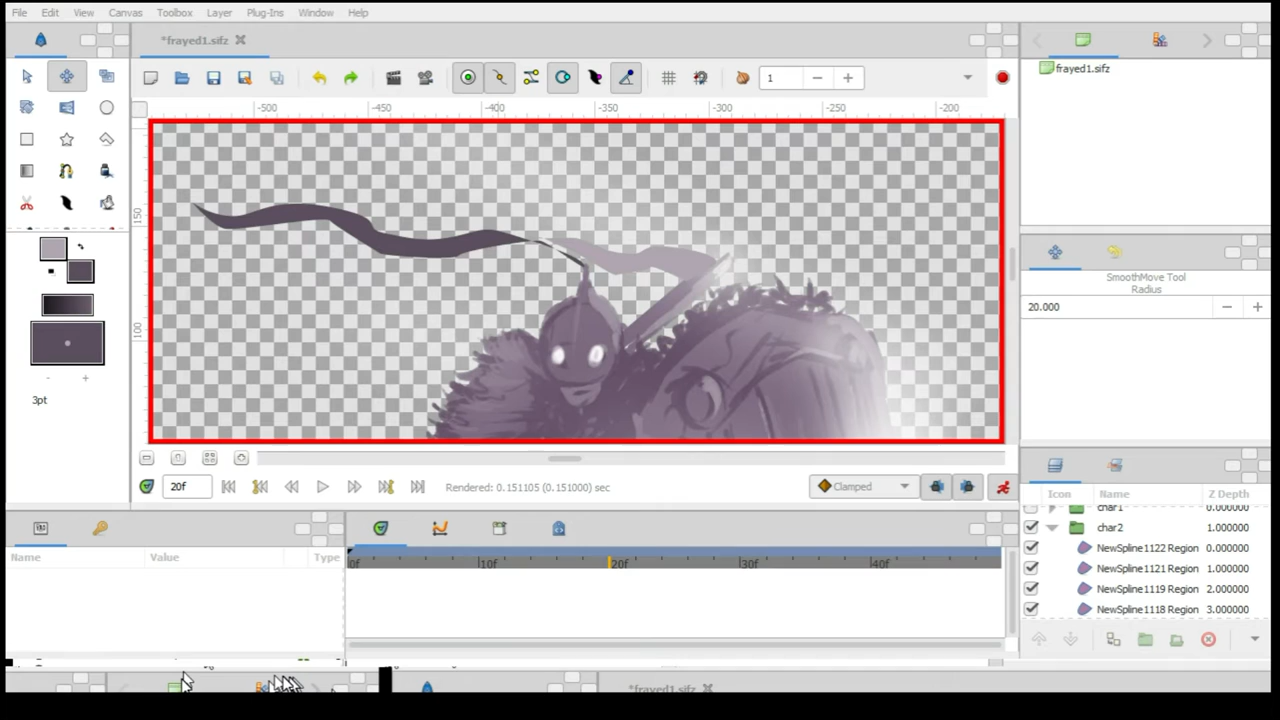 File Edit View Canvas Toolbox Layer Plug-Ins Window Help
*frayed1.sifz
1
-500 -450 -400 -350 -300 -250 -200
150
100
frayed1.sifz
SmoothMove Tool
Radius
20.000
3pt
20f
Rendered: 0.151105 (0.151000) sec
Clamped
Icon Name Z Depth
char1 0.000000
char2 1.000000
NewSpline1122 Region 0.000000
NewSpline1121 Region 1.000000
NewSpline1119 Region 2.000000
NewSpline1118 Region 3.000000
Name Value Type
0f 10f 20f 30f 40f
*frayed1.sifz